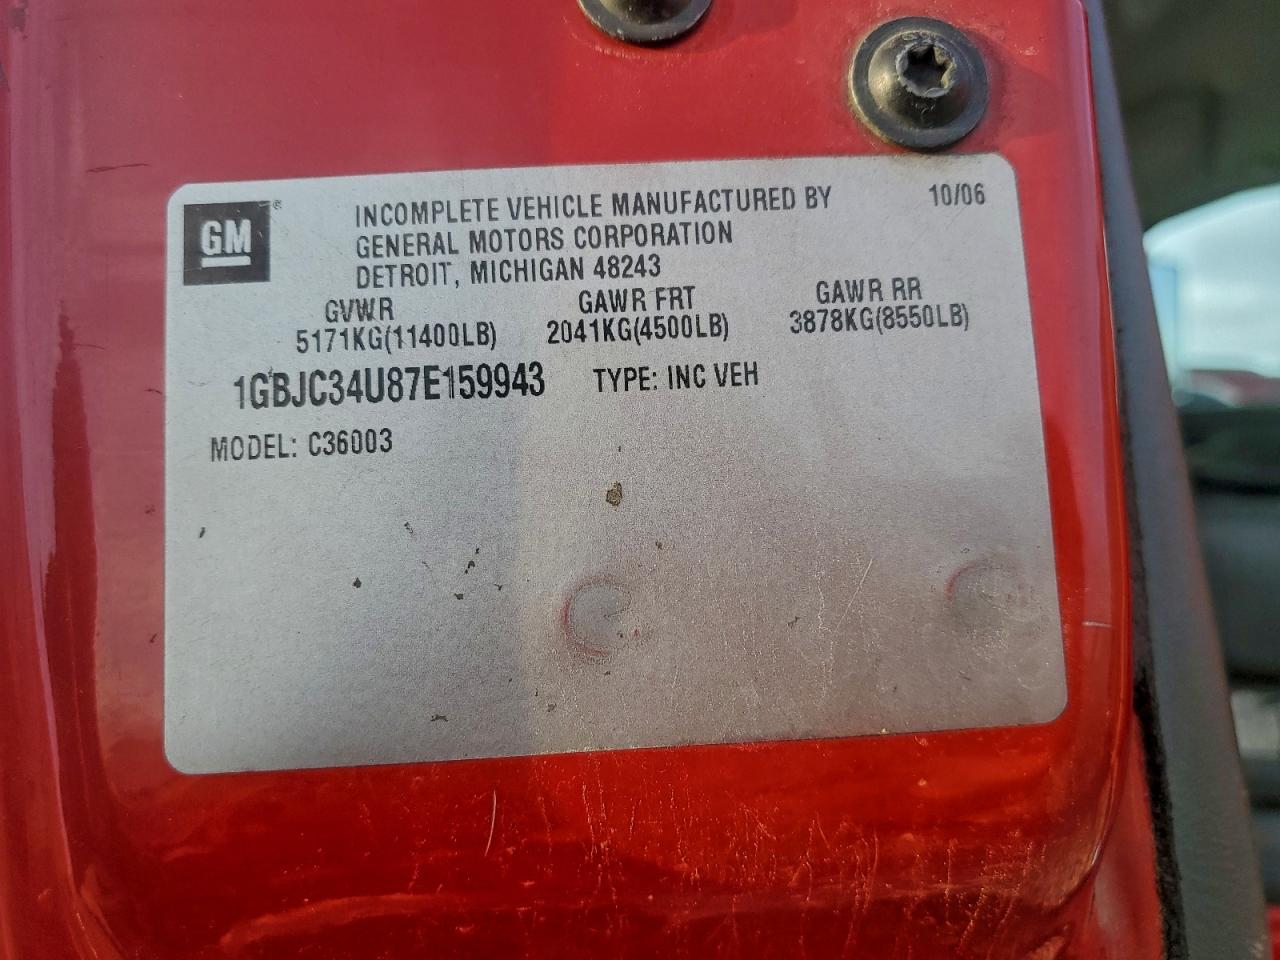 GM®
INCOMPLETE VEHICLE MANUFACTURED BY 10/06
GENERAL MOTORS CORPORATION
DETROIT, MICHIGAN 48243
GVWR GAWR FRT GAWR RR
5171KG(11400LB) 2041KG(4500LB) 3878KG(8550LB)
1GBJC34U87E159943 TYPE: INC VEH
MODEL: C36003